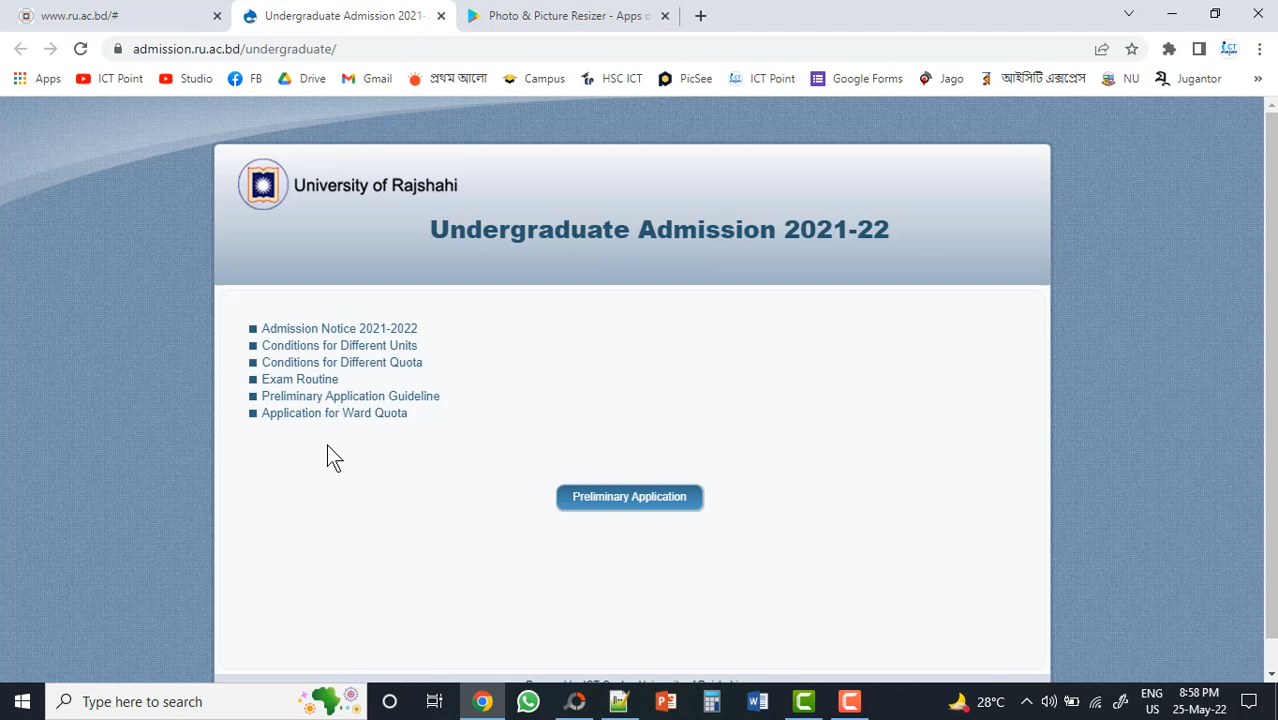 www.ru.ac.bd/#
Undergraduate Admission 2021-
Photo & Picture Resizer - Apps o
admission.ru.ac.bd/undergraduate/
Apps ICT Point Studio FB Drive Gmail প্রথম আলো Campus HSC ICT PicSee ICT Point Google Forms Jago আইসিটি এক্সপ্রেস NU Jugantor »
University of Rajshahi
Undergraduate Admission 2021-22
Admission Notice 2021-2022
Conditions for Different Units
Conditions for Different Quota
Exam Routine
Preliminary Application Guideline
Application for Ward Quota
Preliminary Application
Type here to search
28°C
ENG
US
8:58 PM
25-May-22